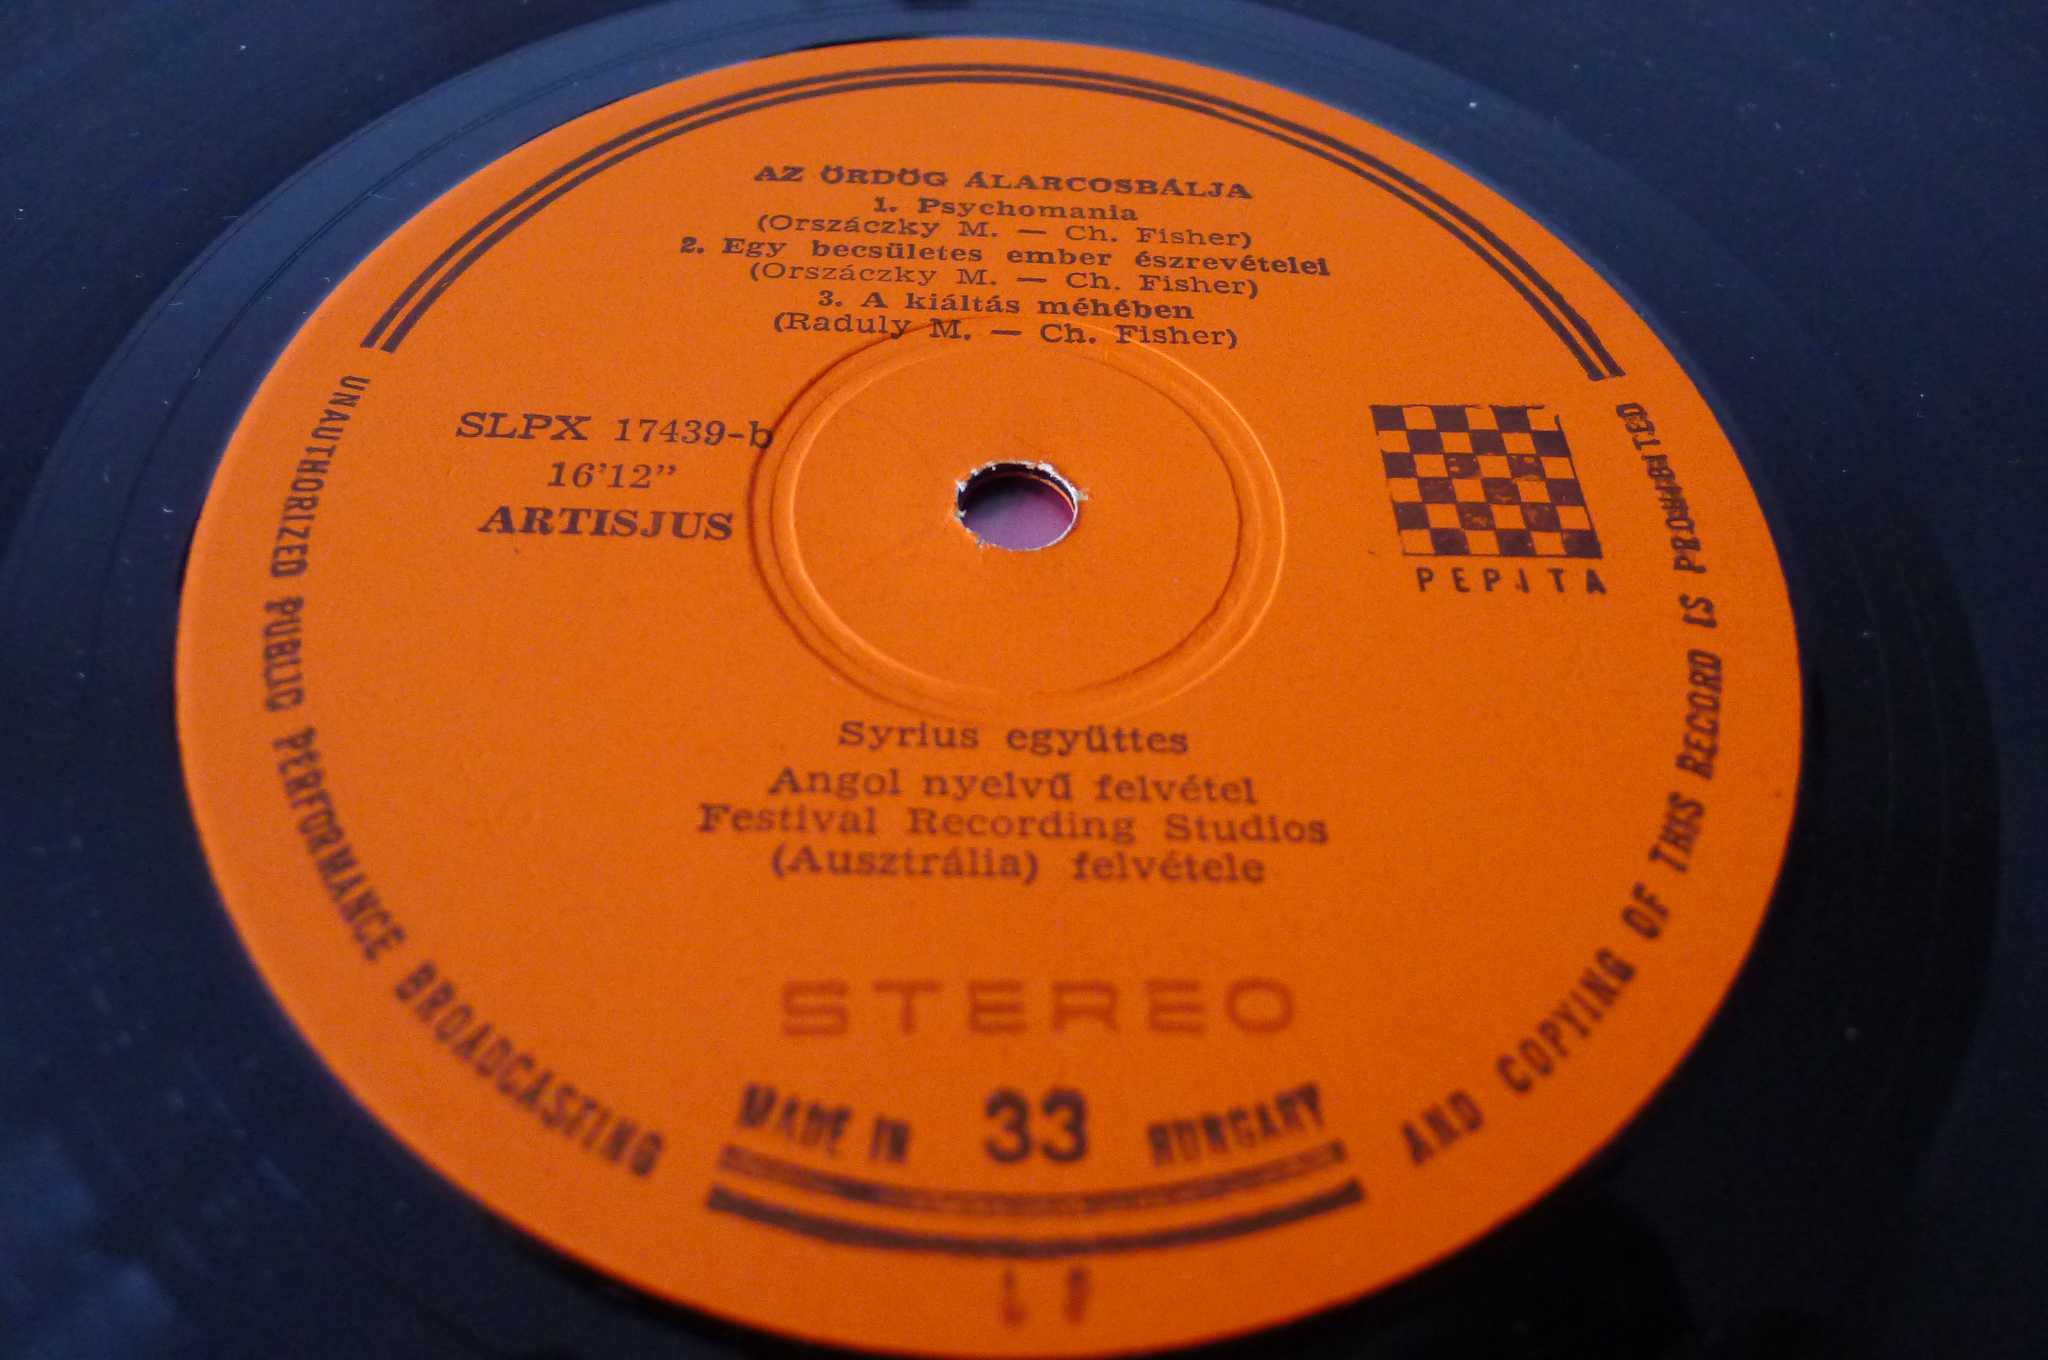 AZ ÖRDÖG ÁLARCOSBÁLJA
1. Psychomania
(Orszáczky M. — Ch. Fisher)
2. Egy becsületes ember észrevételei
(Orszáczky M. — Ch. Fisher)
3. A kiáltás méhében
(Raduly M. — Ch. Fisher)
SLPX 17439-b
16'12"
ARTISJUS
PEPITA
Syrius együttes
Angol nyelvű felvétel
Festival Recording Studios
(Ausztrália) felvétele
STEREO
MADE IN 33 HUNGARY
UNAUTHORIZED PUBLIC PERFORMANCE BROADCASTING AND COPYING OF THIS RECORD IS PROHIBITED